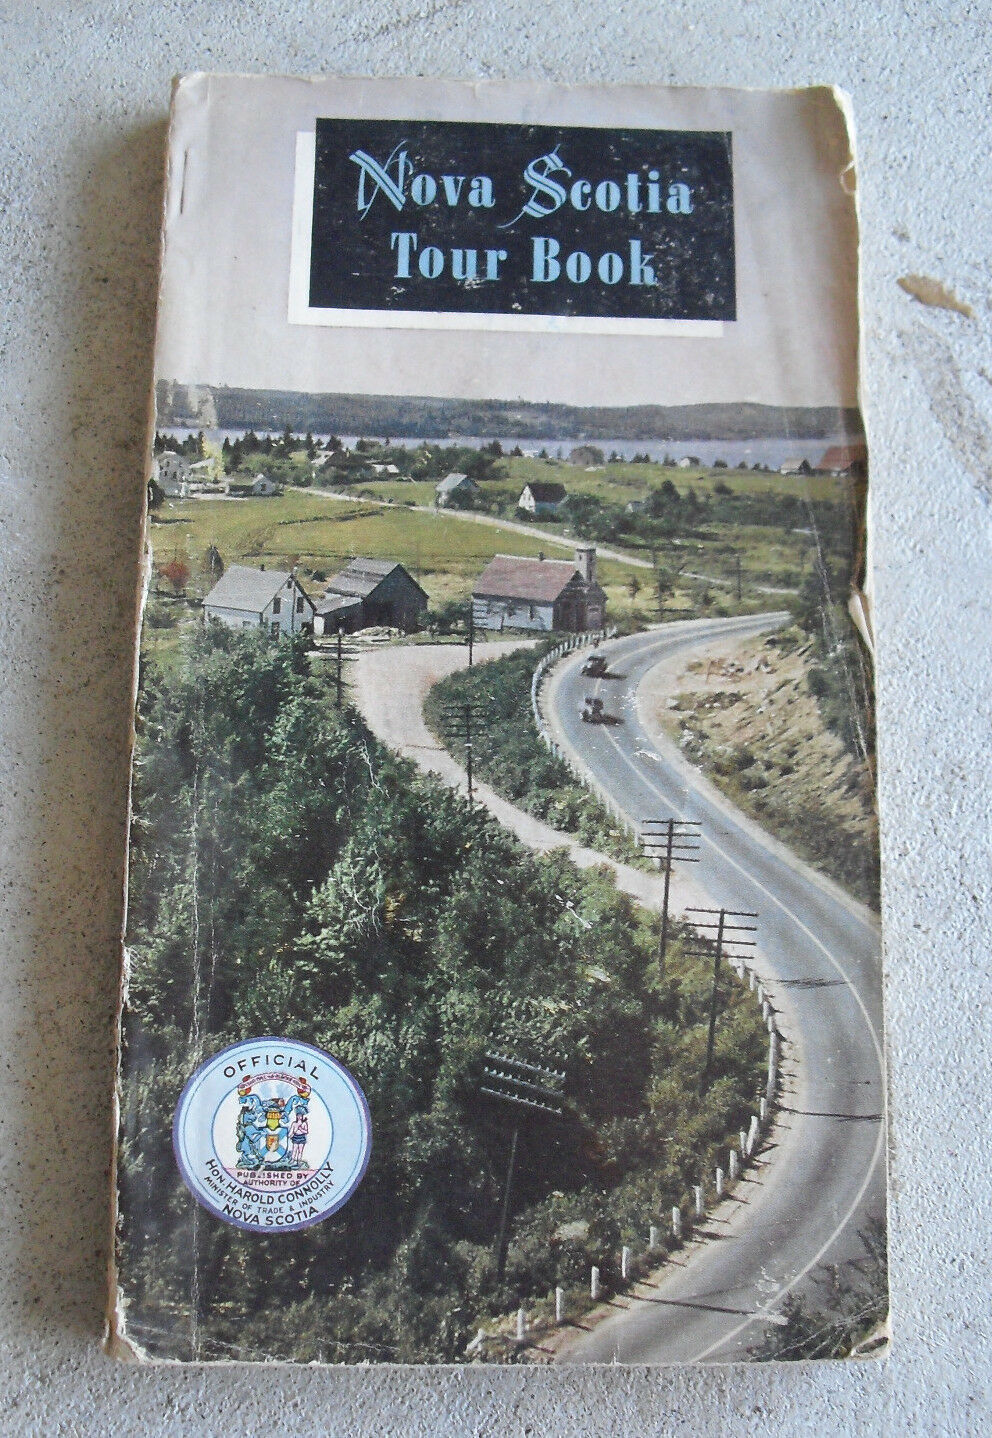 Nova Scotia
Tour Book
OFFICIAL
PUBLISHED BY
AUTHORITY OF
HON. HAROLD CONNOLLY
MINISTER OF TRADE & INDUSTRY
NOVA SCOTIA